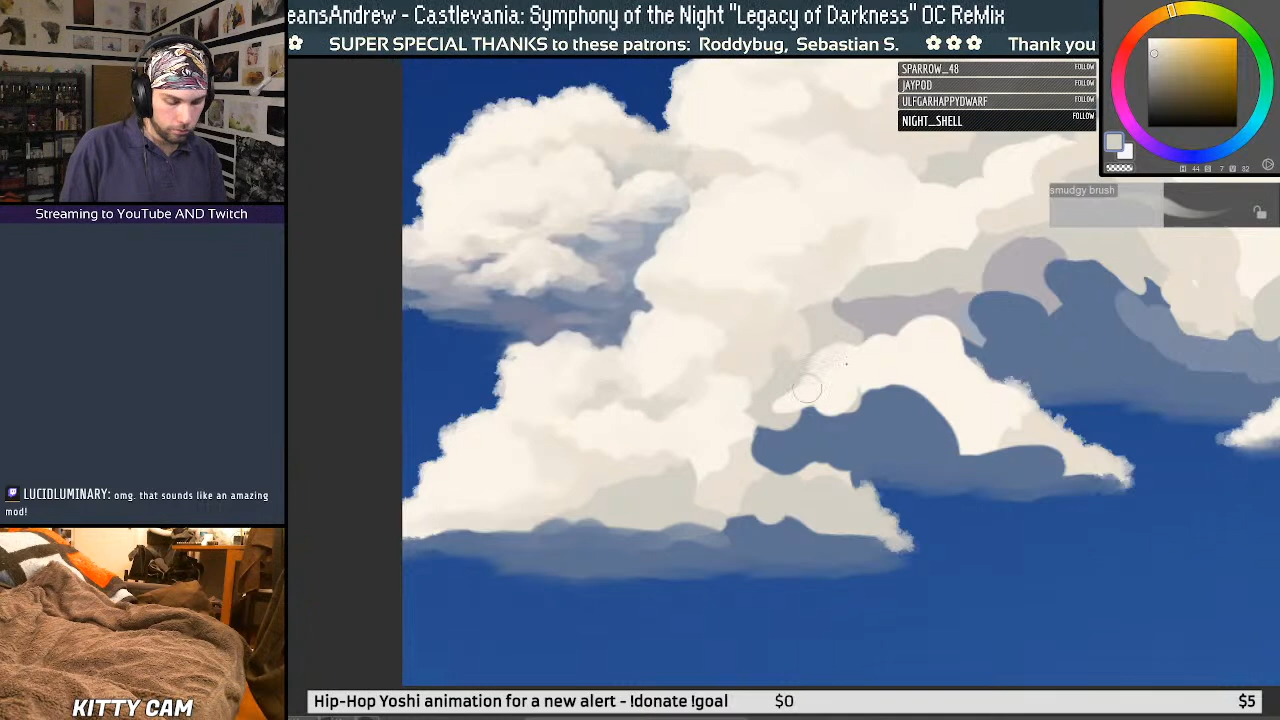 eansAndrew - Castlevania: Symphony of the Night "Legacy of Darkness" OC ReMix
SUPER SPECIAL THANKS to these patrons: Roddybug, Sebastian S. Thank you
SPARROW_48 FOLLOW
JAYPOD FOLLOW
ULFGARHAPPYDWARF FOLLOW
NIGHT_SHELL FOLLOW
H 44 S 7 V 82
smudgy brush
Streaming to YouTube AND Twitch
LUCIDLUMINARY: omg. that sounds like an amazing
mod!
KITTY CAM
Hip-Hop Yoshi animation for a new alert - !donate !goal $0 $5